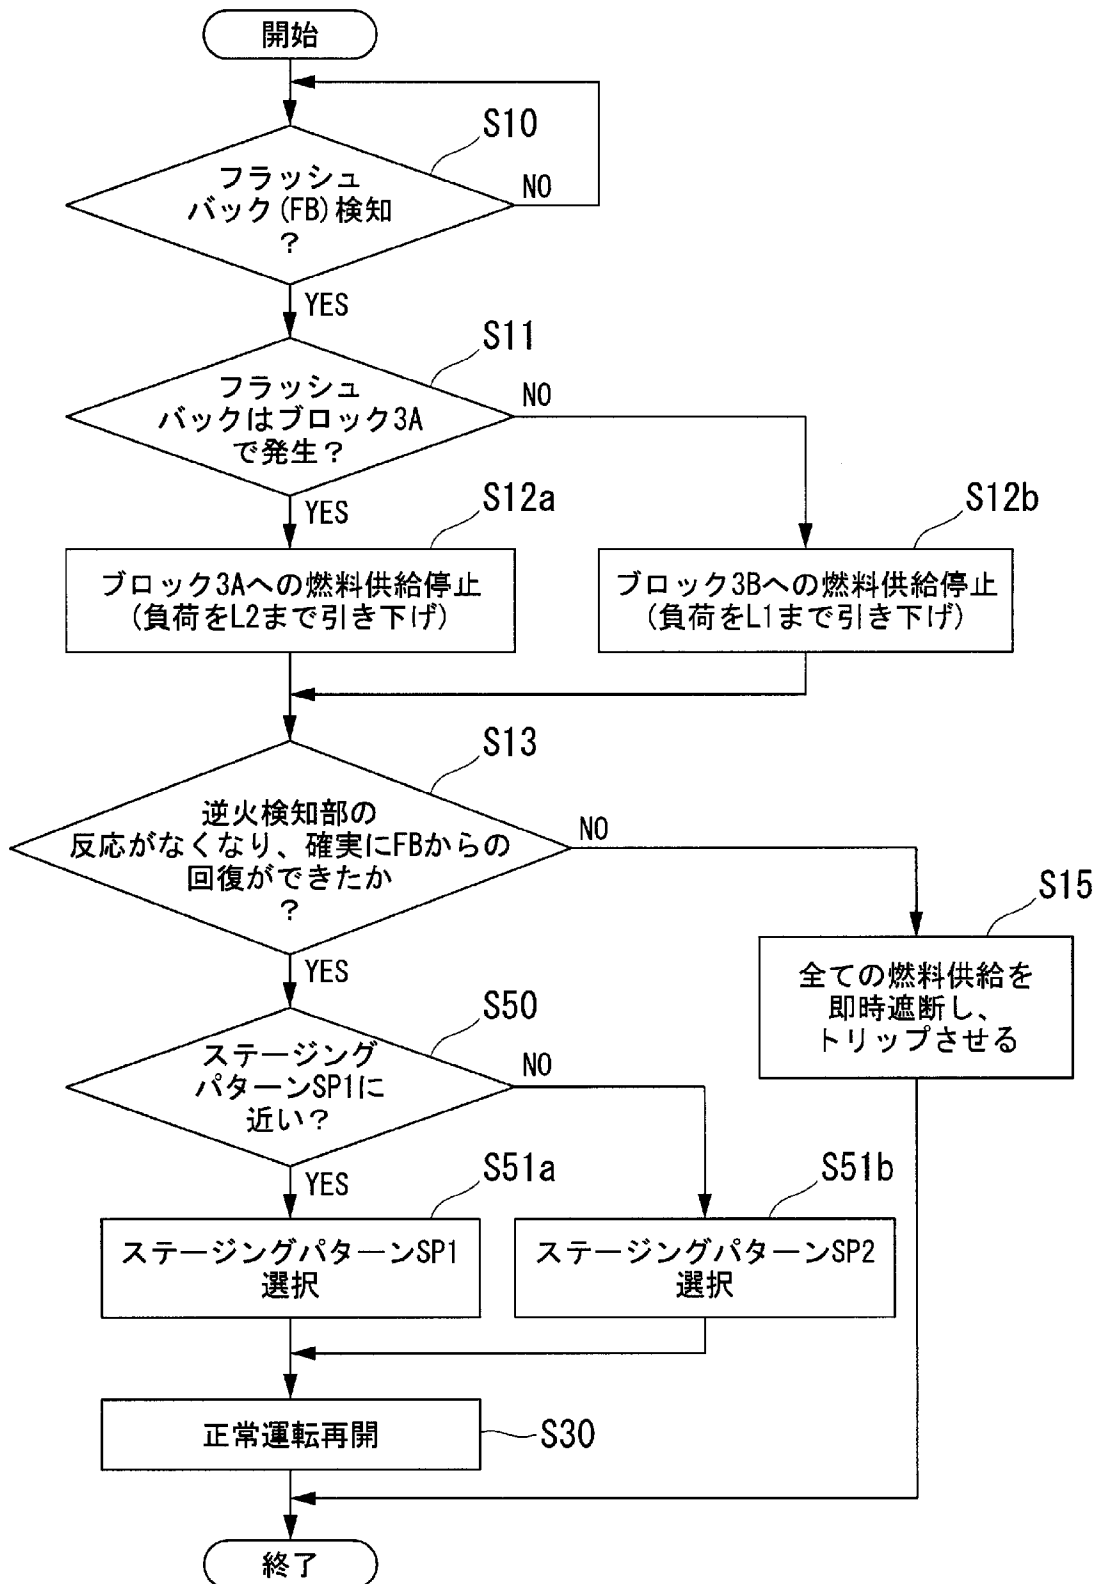 開始
S10
フラッシュ
バック(FB)検知
?
NO
YES
S11
フラッシュ
バックはブロック3A
で発生?
NO
YES
S12a
ブロック3Aへの燃料供給停止
(負荷をL2まで引き下げ)
S12b
ブロック3Bへの燃料供給停止
(負荷をL1まで引き下げ)
S13
逆火検知部の
反応がなくなり、確実にFBからの
回復ができたか
?
NO
YES
S15
全ての燃料供給を
即時遮断し、
トリップさせる
S50
ステージング
パターンSP1に
近い?
NO
YES
S51a
ステージングパターンSP1
選択
S51b
ステージングパターンSP2
選択
正常運転再開
S30
終了